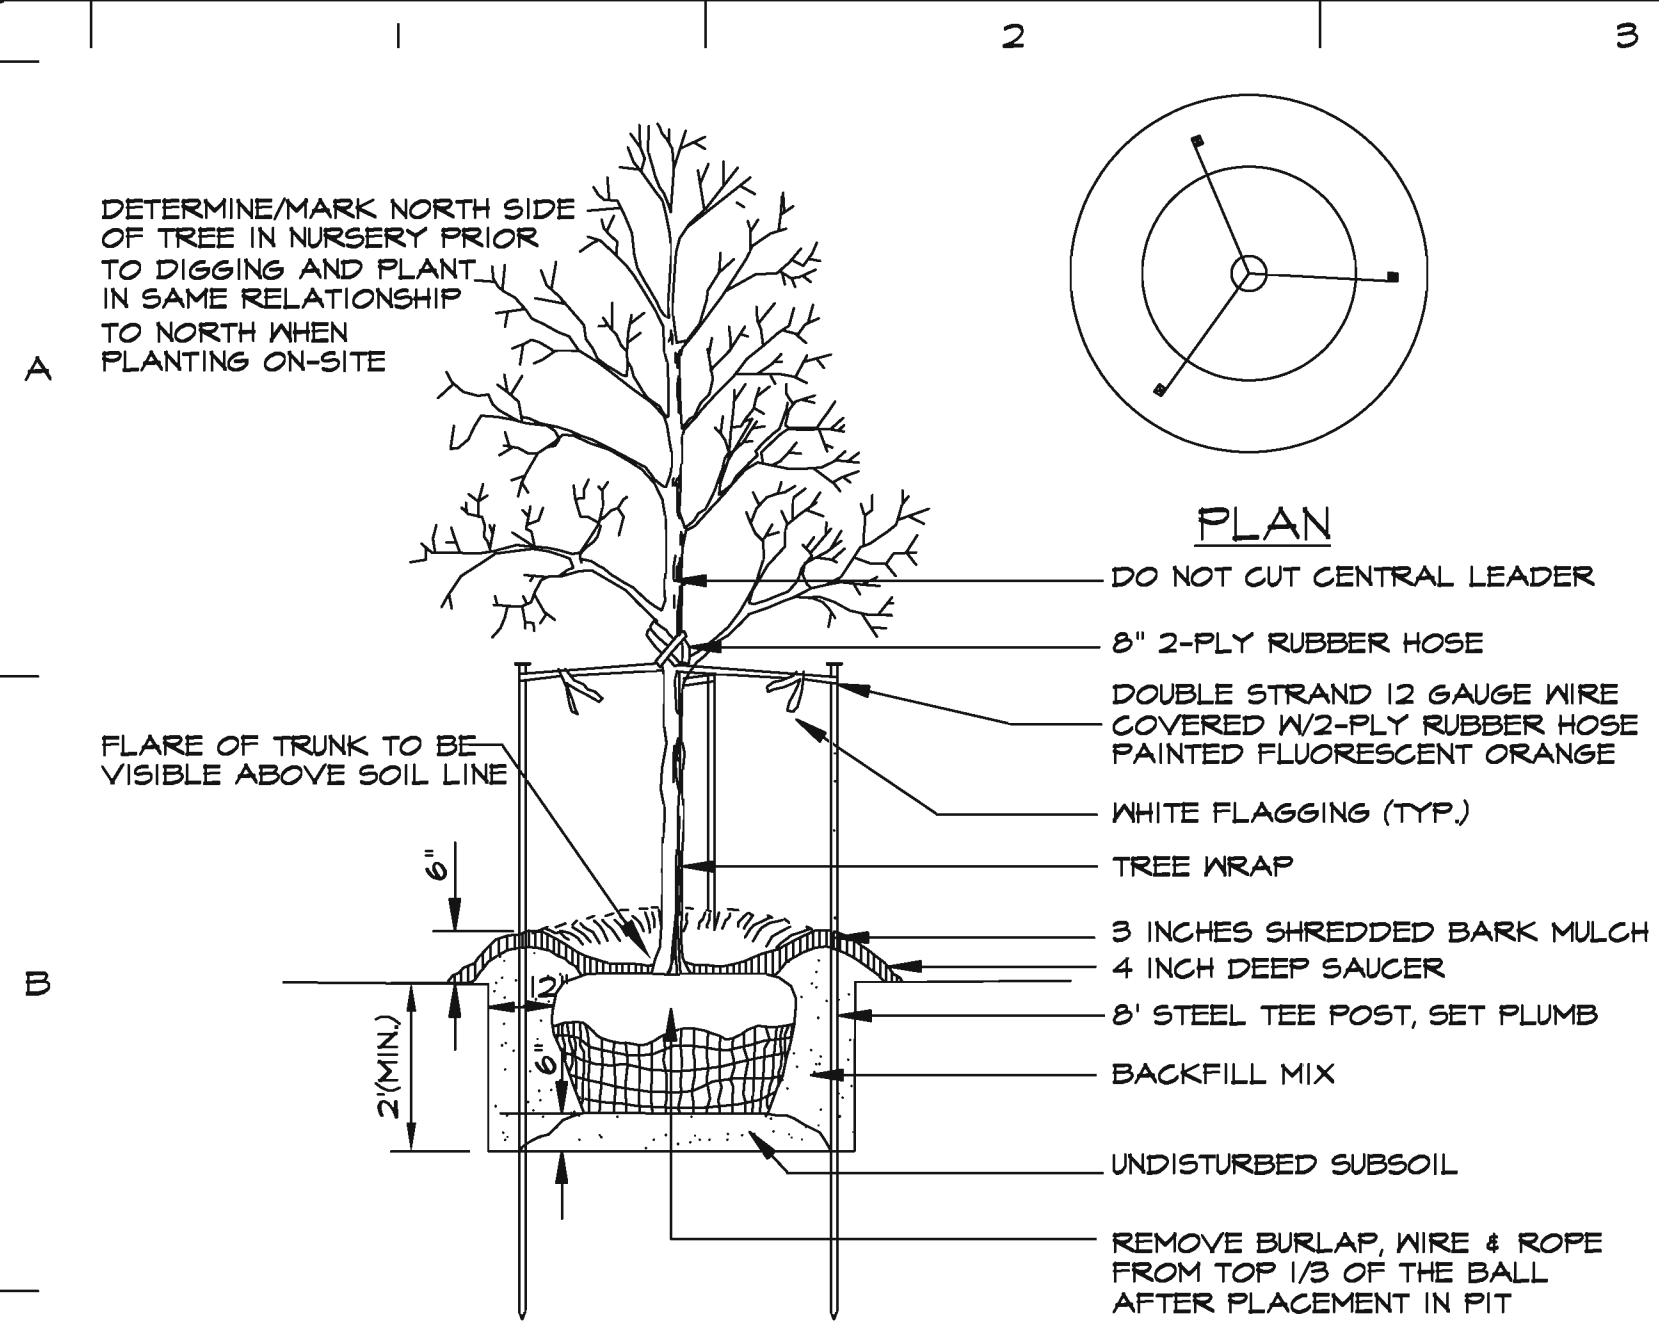 1 2 3
DETERMINE/MARK NORTH SIDE
OF TREE IN NURSERY PRIOR
TO DIGGING AND PLANT
IN SAME RELATIONSHIP
TO NORTH WHEN
PLANTING ON-SITE
A
PLAN
DO NOT CUT CENTRAL LEADER
8" 2-PLY RUBBER HOSE
DOUBLE STRAND 12 GAUGE WIRE
COVERED W/2-PLY RUBBER HOSE
PAINTED FLUORESCENT ORANGE
FLARE OF TRUNK TO BE
VISIBLE ABOVE SOIL LINE
WHITE FLAGGING (TYP.)
TREE WRAP
6"
3 INCHES SHREDDED BARK MULCH
4 INCH DEEP SAUCER
B
12"
8' STEEL TEE POST, SET PLUMB
6"
2'(MIN.)
BACKFILL MIX
UNDISTURBED SUBSOIL
REMOVE BURLAP, WIRE & ROPE
FROM TOP 1/3 OF THE BALL
AFTER PLACEMENT IN PIT